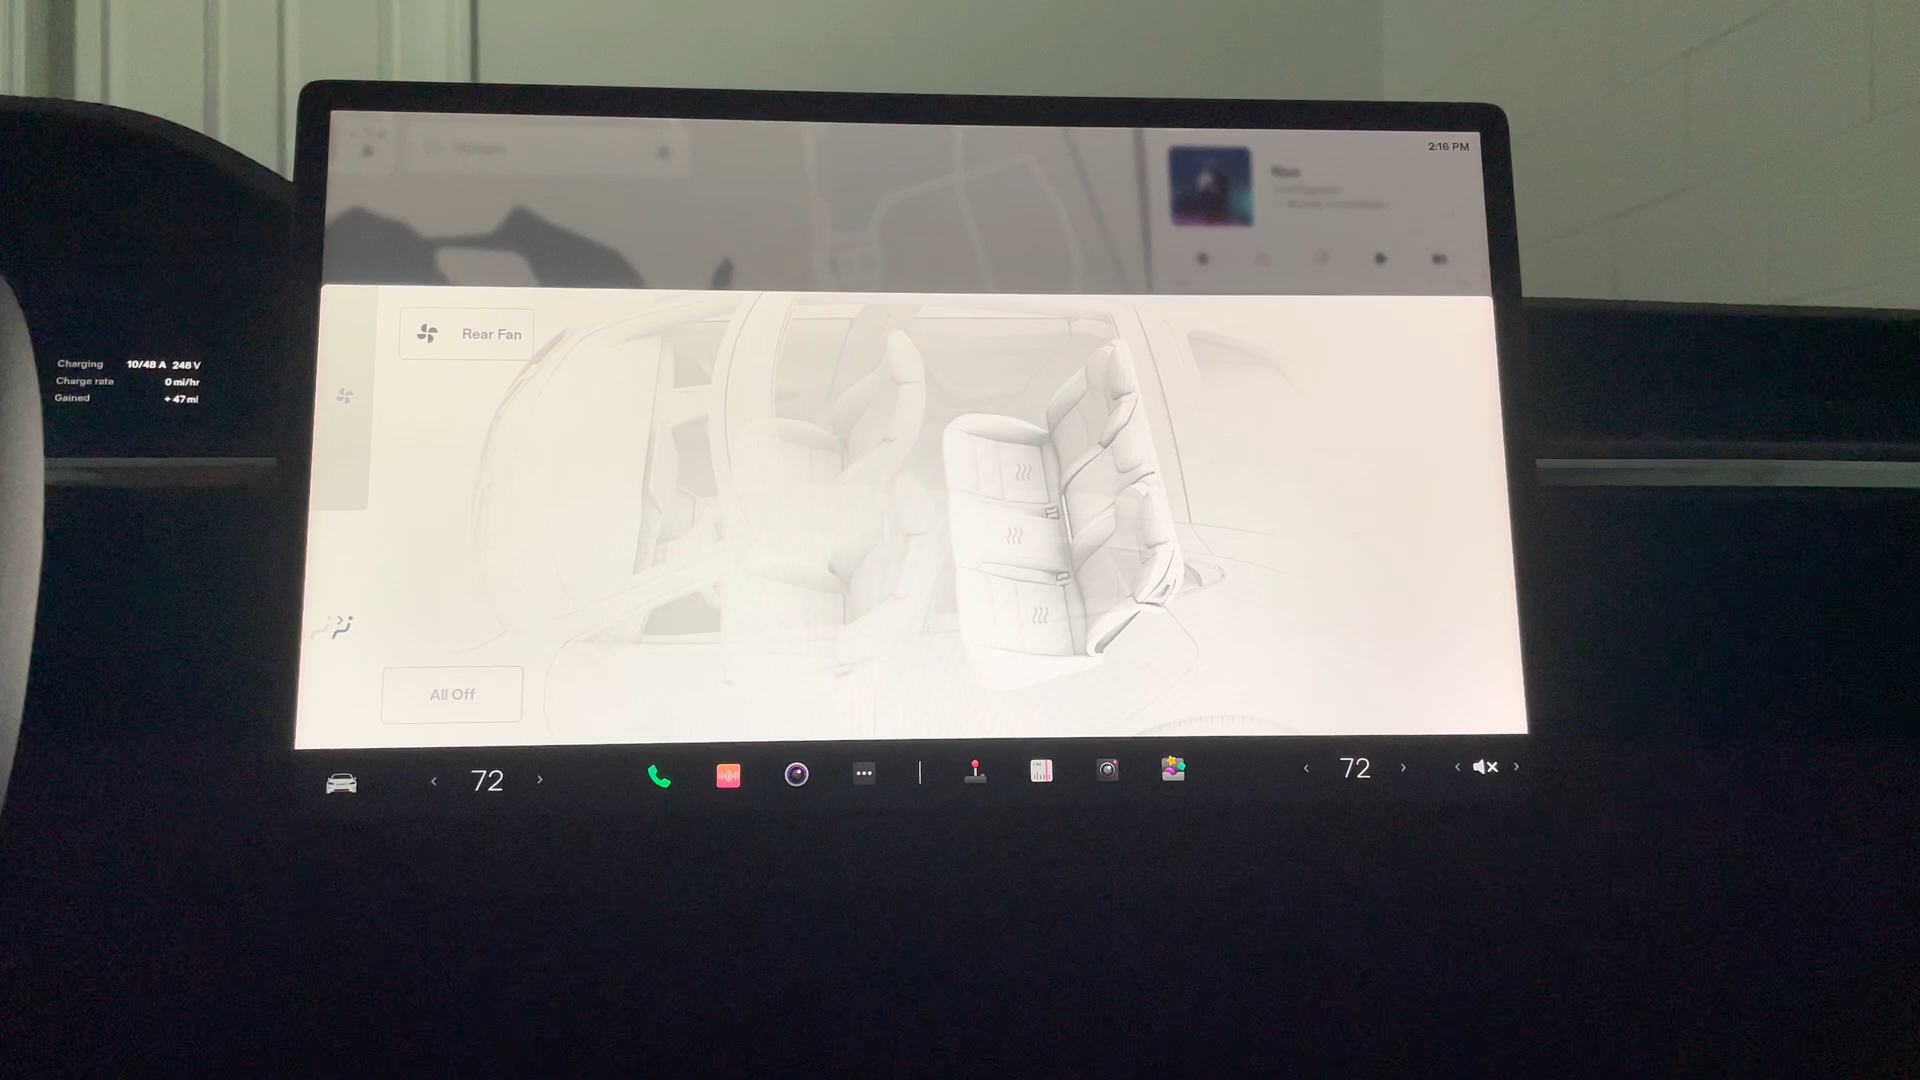 2:16 PM
Rear Fan
Charging 10/48 A 248 V
Charge rate 0 mi/hr
Gained + 47 mi
All Off
72
72